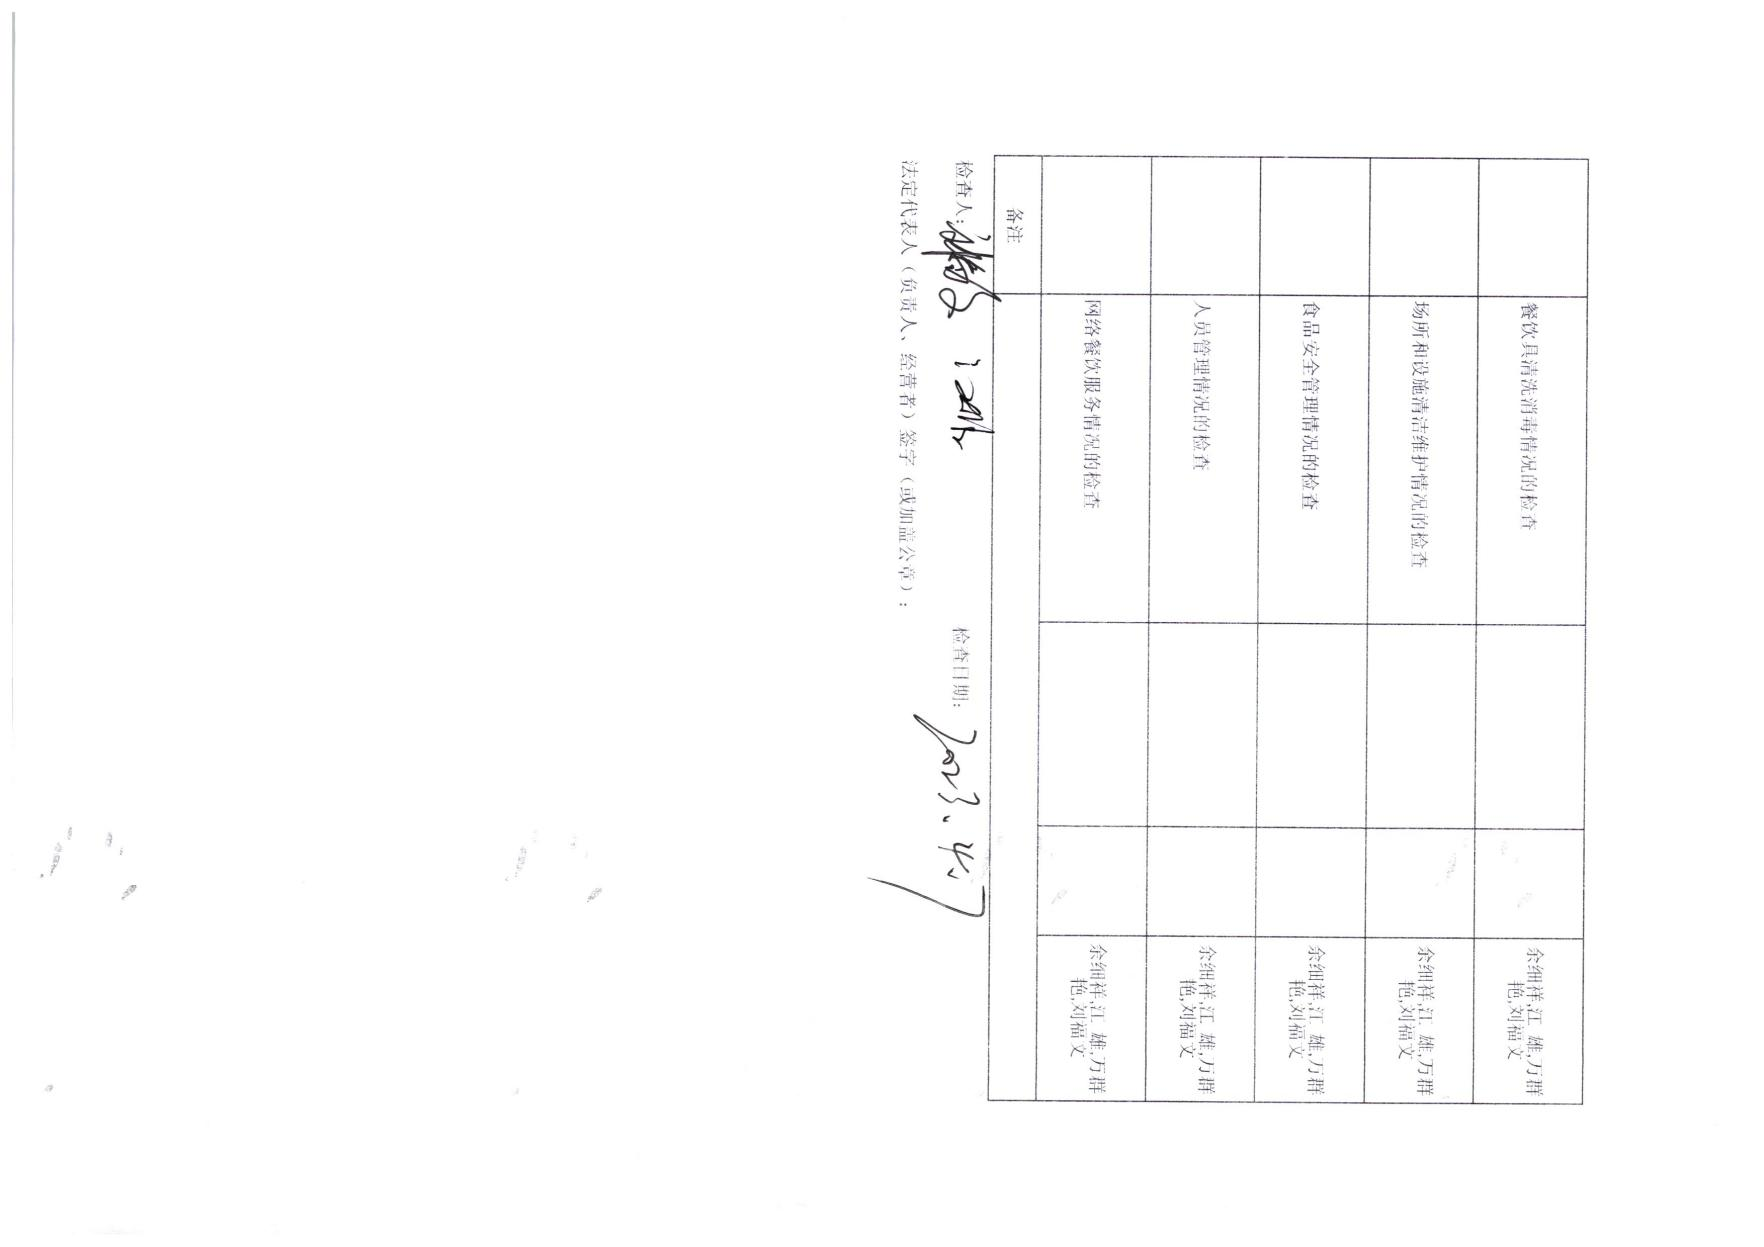 餐饮具清洗消毒情况的检查
余细祥,江 雄,万群
艳,刘福文
场所和设施清洁维护情况的检查
余细祥,江 雄,万群
艳,刘福文
食品安全管理情况的检查
余细祥,江 雄,万群
艳,刘福文
人员管理情况的检查
余细祥,江 雄,万群
艳,刘福文
网络餐饮服务情况的检查
余细祥,江 雄,万群
艳,刘福文
备注
检查人: 检查日期: 2023.4.7
法定代表人（负责人、经营者）签字（或加盖公章）: